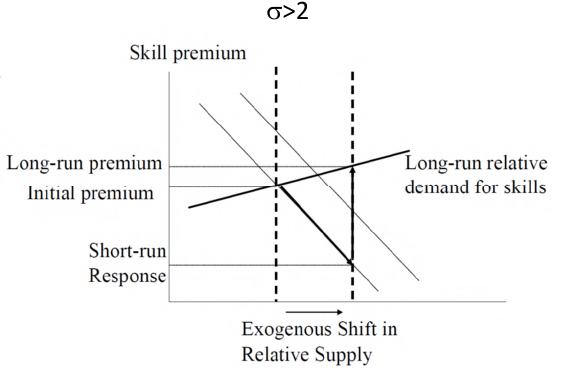 σ>2
Skill premium
Long-run premium
Initial premium
Long-run relative
demand for skills
Short-run
Response
Exogenous Shift in
Relative Supply